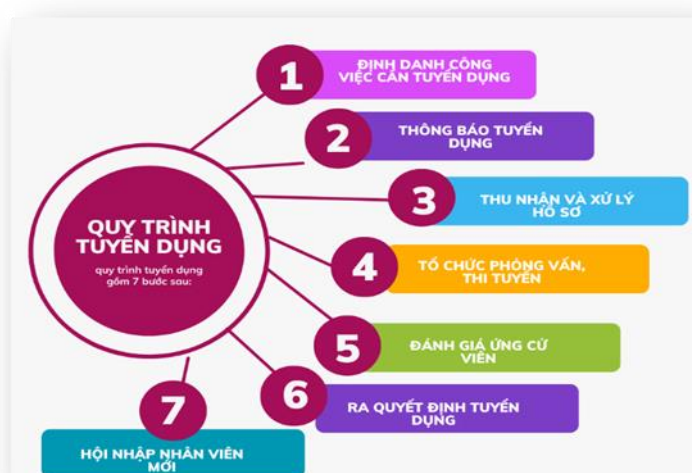 1
ĐỊNH DANH CÔNG
VIỆC CẦN TUYỂN DỤNG
2
THÔNG BÁO TUYỂN
DỤNG
3
THU NHẬN VÀ XỬ LÝ
HỒ SƠ
QUY TRÌNH
TUYỂN DỤNG
quy trình tuyển dụng
gồm 7 bước sau:
4
TỔ CHỨC PHỎNG VẤN,
THI TUYỂN
5
ĐÁNH GIÁ ỨNG CỬ
VIÊN
6
RA QUYẾT ĐỊNH TUYỂN
DỤNG
7
HỘI NHẬP NHÂN VIÊN
MỚI